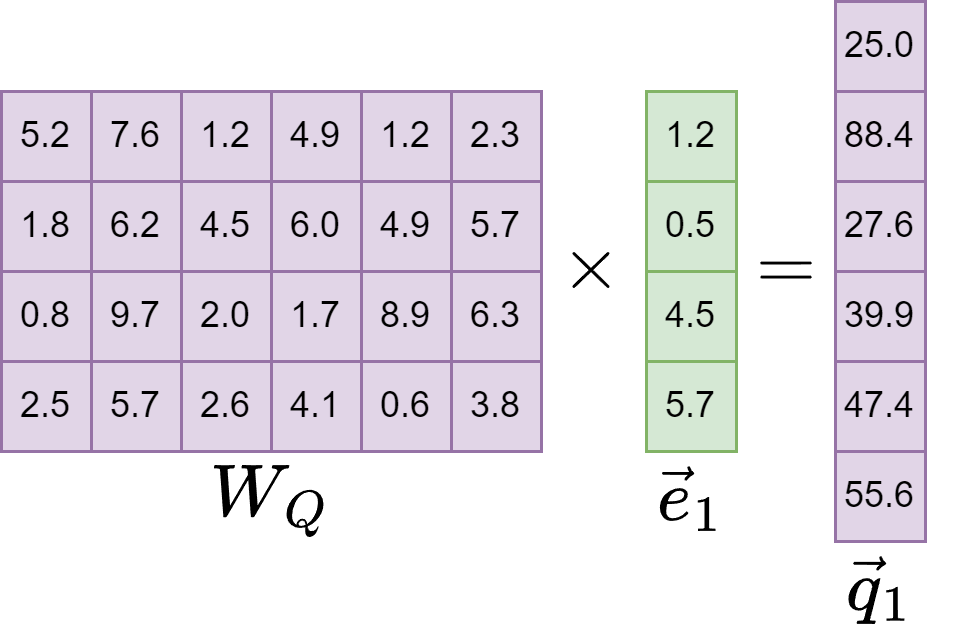 25.0
5.2 7.6 1.2 4.9 1.2 2.3 1.2 88.4
1.8 6.2 4.5 6.0 4.9 5.7 0.5 27.6
× =
0.8 9.7 2.0 1.7 8.9 6.3 4.5 39.9
2.5 5.7 2.6 4.1 0.6 3.8 5.7 47.4
W_Q e⃗_1 55.6
q⃗_1